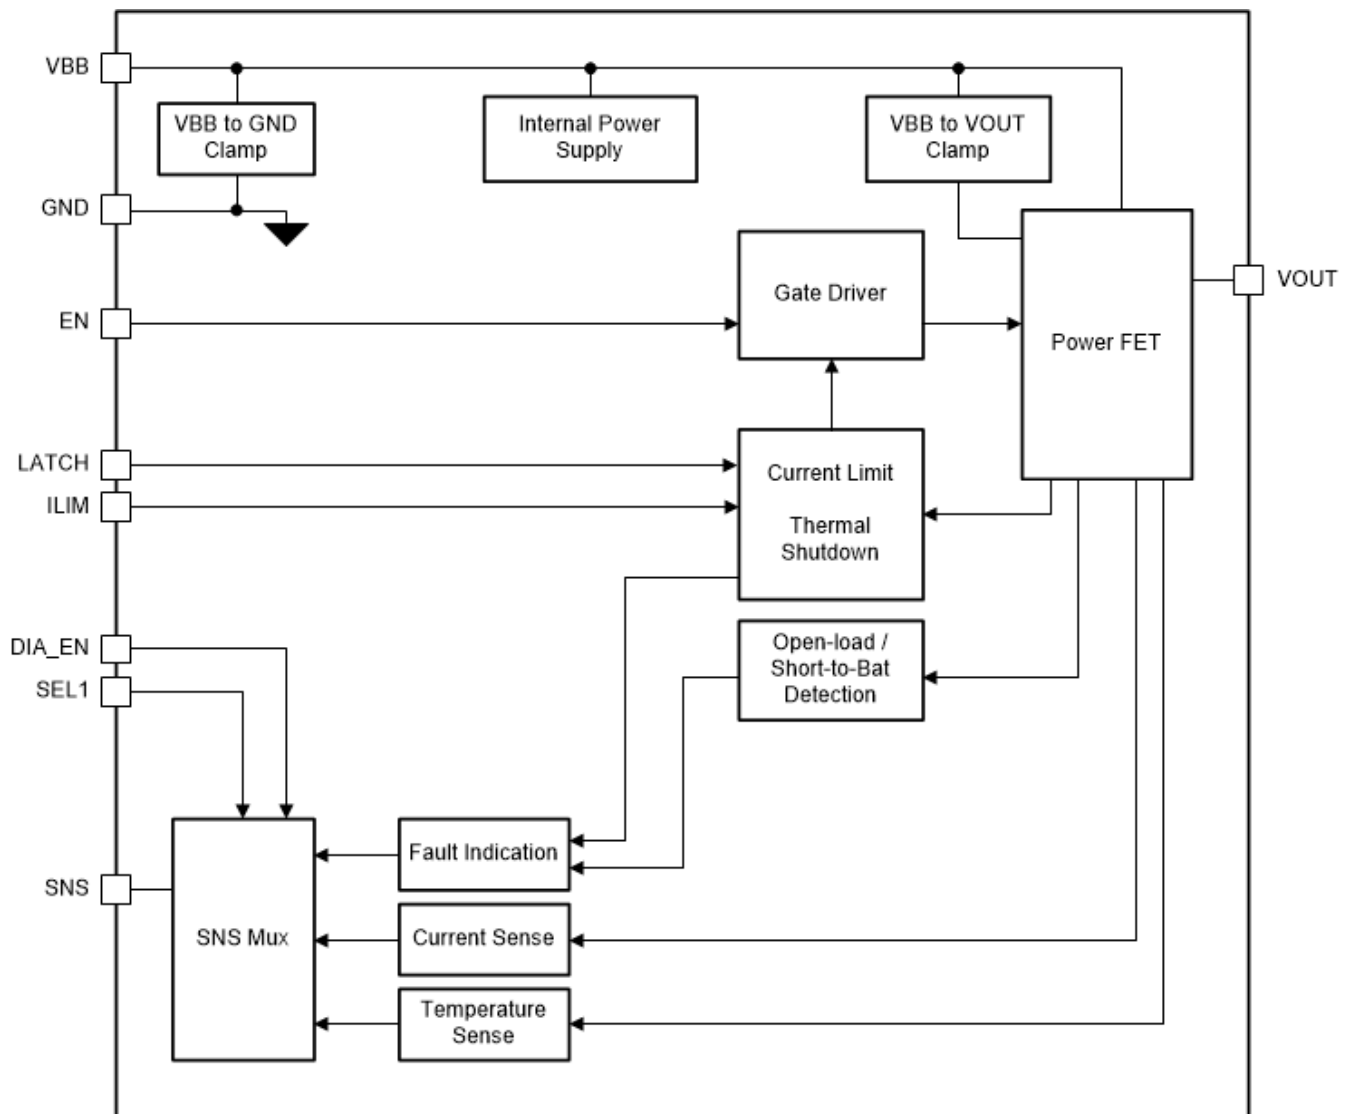 VBB
VBB to GND
Clamp
Internal Power
Supply
VBB to VOUT
Clamp
GND
Gate Driver
VOUT
EN
Power FET
LATCH
ILIM
Current Limit
Thermal
Shutdown
DIA_EN
SEL1
Open-load /
Short-to-Bat
Detection
Fault Indication
SNS
SNS Mux
Current Sense
Temperature
Sense